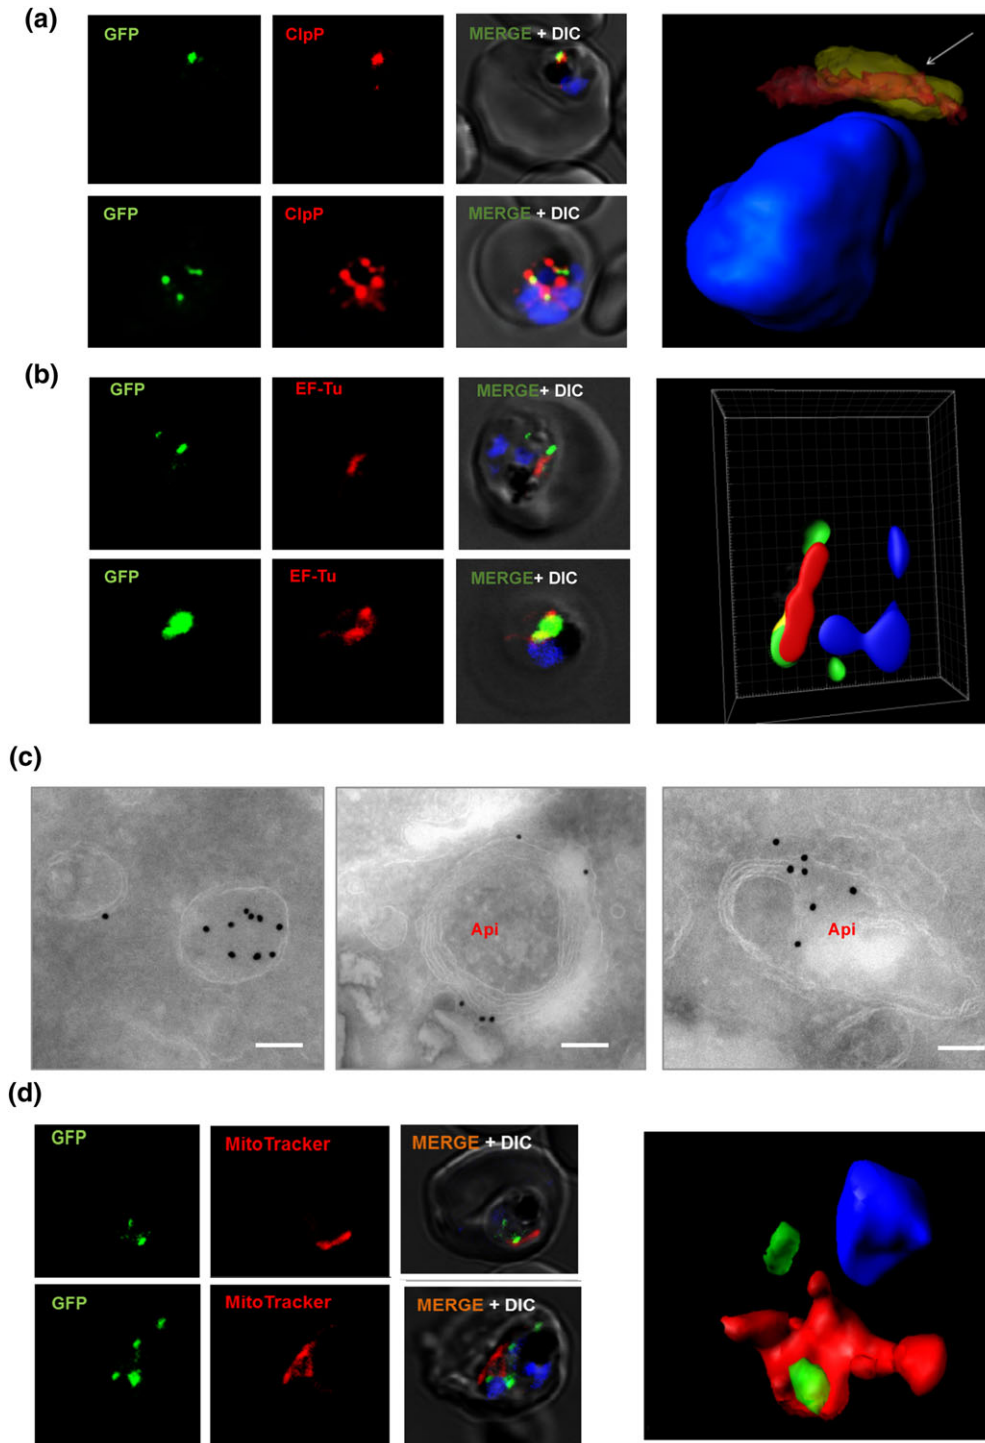 (a)
GFP
ClpP
MERGE + DIC
GFP
ClpP
MERGE + DIC
(b)
GFP
EF-Tu
MERGE+ DIC
GFP
EF-Tu
MERGE+ DIC
(c)
Api
Api
(d)
GFP
MitoTracker
MERGE + DIC
GFP
MitoTracker
MERGE + DIC